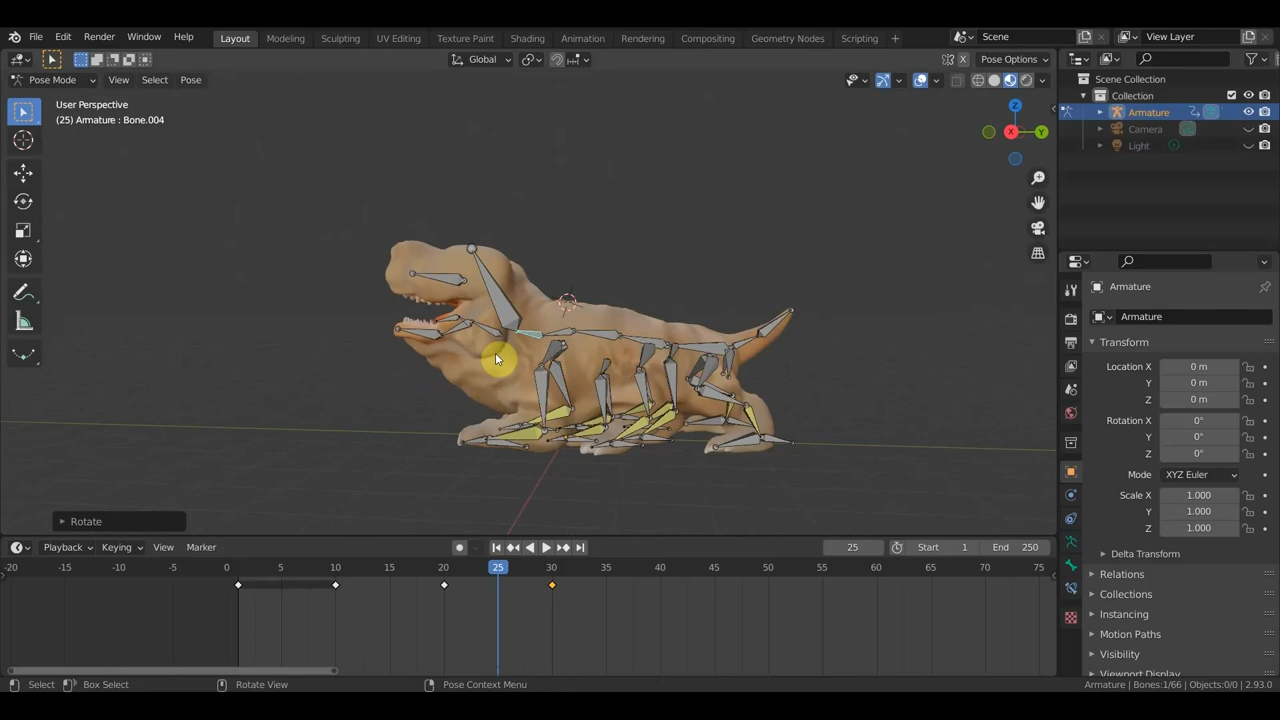 File Edit Render Window Help Layout Modeling Sculpting UV Editing Texture Paint Shading Animation Rendering Compositing Geometry Nodes Scripting + Scene View Layer
Global X Pose Options
Pose Mode View Select Pose
Scene Collection
Collection
Armature
Camera
Light
User Perspective
(25) Armature : Bone.004
Z
X
Y
Armature
Armature
Transform
Location X 0 m
Y 0 m
Z 0 m
Rotation X 0°
Y 0°
Z 0°
Mode XYZ Euler
Scale X 1.000
Y 1.000
Z 1.000
Delta Transform
Relations
Collections
Instancing
Motion Paths
Visibility
Viewport Display
Rotate
Playback Keying View Marker 25 Start 1 End 250
-20 -15 -10 -5 0 5 10 15 20 25 30 35 40 45 50 55 60 65 70 75
Select Box Select Rotate View Pose Context Menu Armature | Bones:1/66 | Objects:0/0 | 2.93.0